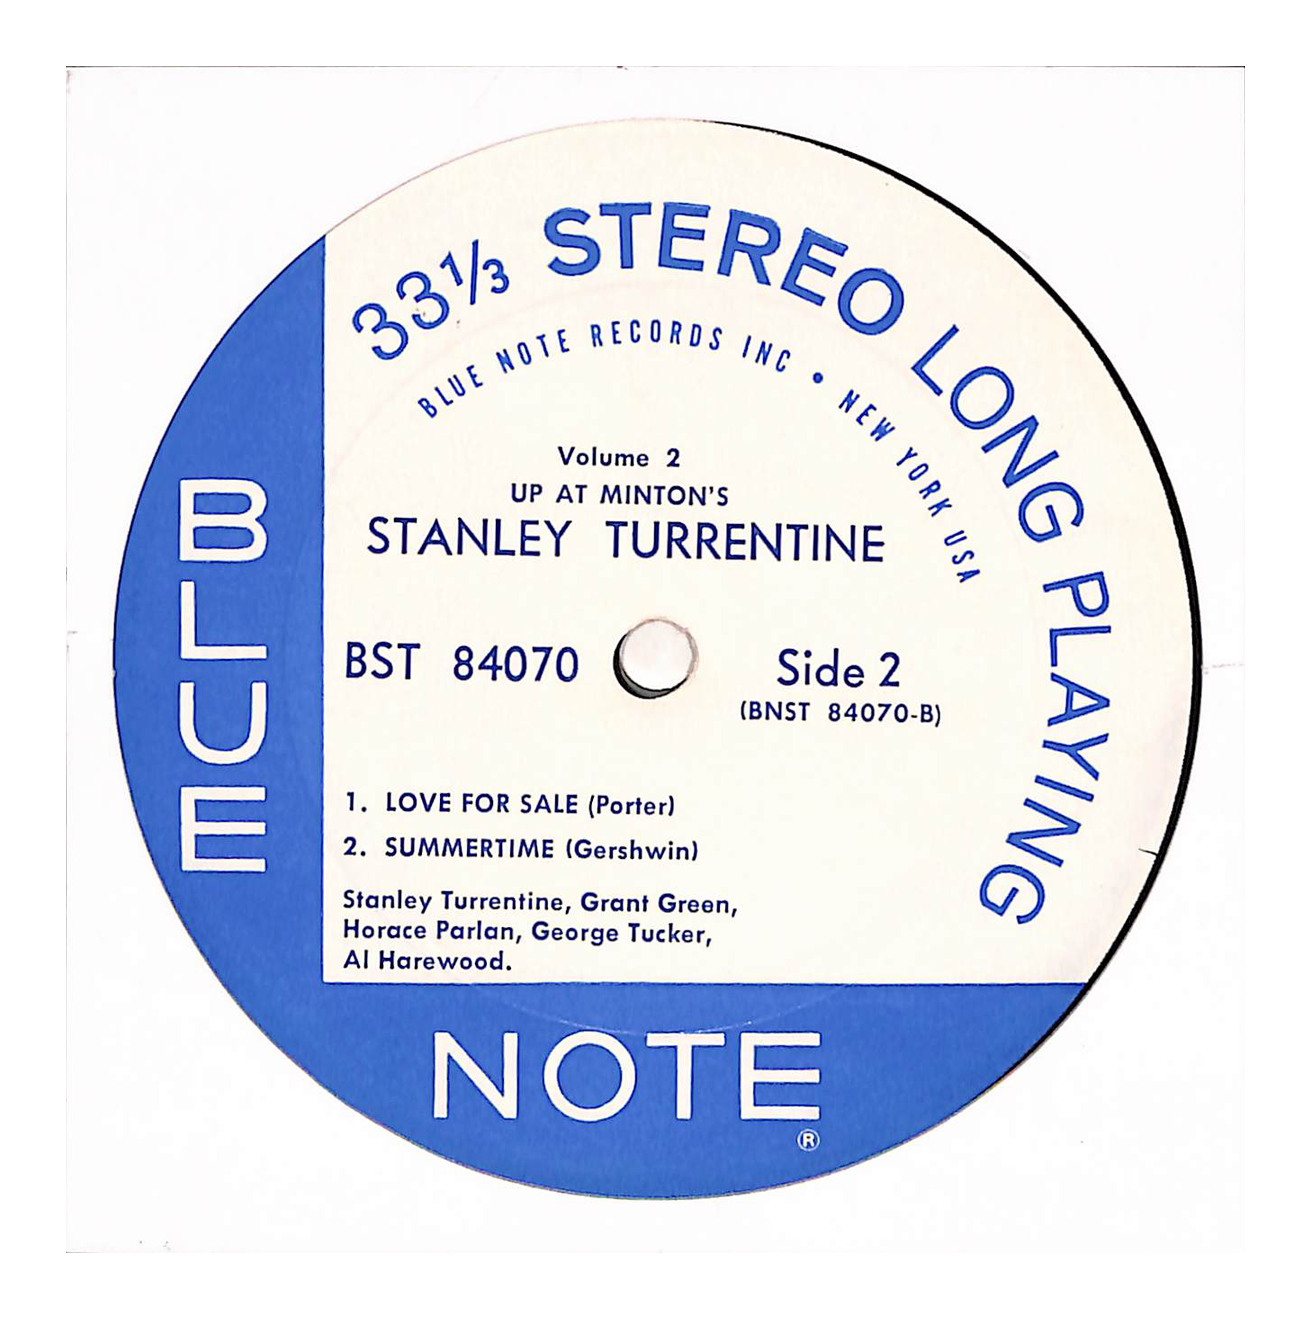 33⅓ STEREO LONG PLAYING
BLUE NOTE RECORDS INC • NEW YORK USA
Volume 2
UP AT MINTON'S
STANLEY TURRENTINE
BST 84070
Side 2
(BNST 84070-B)
1. LOVE FOR SALE (Porter)
2. SUMMERTIME (Gershwin)
Stanley Turrentine, Grant Green,
Horace Parlan, George Tucker,
Al Harewood.
BLUE
NOTE
®